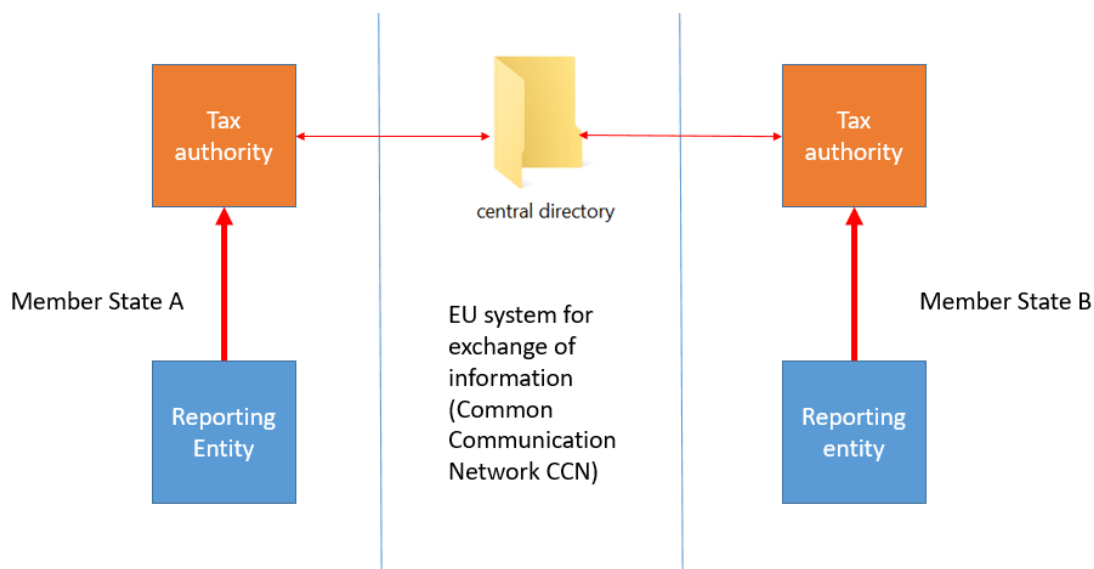 Tax
authority
central directory
Tax
authority
Member State A
EU system for
exchange of
information
(Common
Communication
Network CCN)
Member State B
Reporting
Entity
Reporting
entity